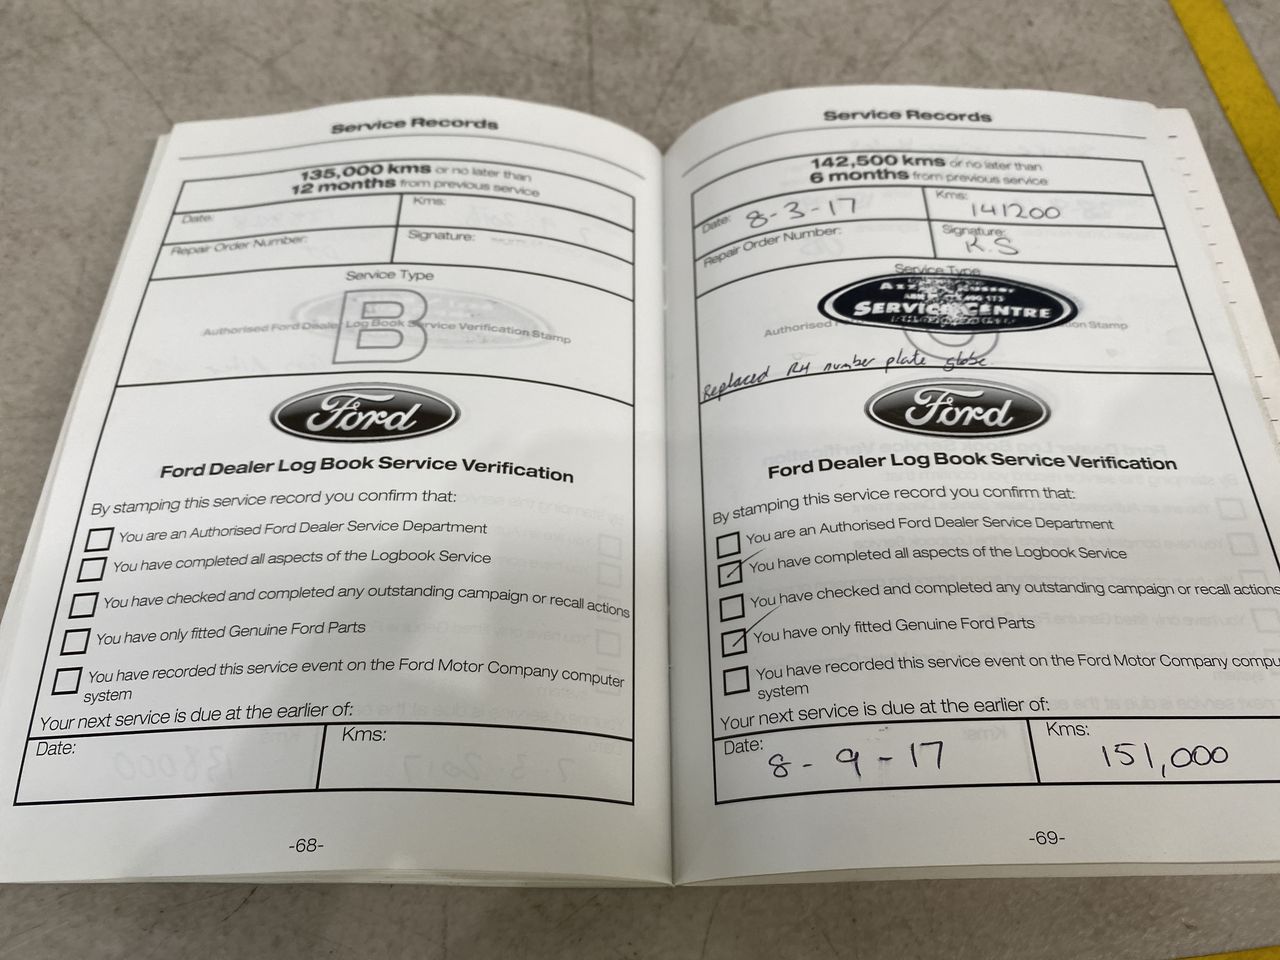 Service Records
135,000 kms or no later than
12 months from previous service
Date:
Kms:
Repair Order Number:
Signature:
Service Type
B
Authorised Ford Dealer Log Book Service Verification Stamp
Ford
Ford Dealer Log Book Service Verification
By stamping this service record you confirm that:
You are an Authorised Ford Dealer Service Department
You have completed all aspects of the Logbook Service
You have checked and completed any outstanding campaign or recall actions
You have only fitted Genuine Ford Parts
You have recorded this service event on the Ford Motor Company computer
system
Your next service is due at the earlier of:
Date:
Kms:
-68-
Service Records
142,500 kms or no later than
6 months from previous service
Date: 8-3-17
Kms: 141200
Repair Order Number:
Signature: K.S
Service Type
SERVICE CENTRE
Authorised
Stamp
Replaced RH number plate globe.
Ford
Ford Dealer Log Book Service Verification
By stamping this service record you confirm that:
You are an Authorised Ford Dealer Service Department
You have completed all aspects of the Logbook Service
You have checked and completed any outstanding campaign or recall actions
You have only fitted Genuine Ford Parts
You have recorded this service event on the Ford Motor Company compu
system
Your next service is due at the earlier of:
Date: 8-9-17
Kms: 151,000
-69-